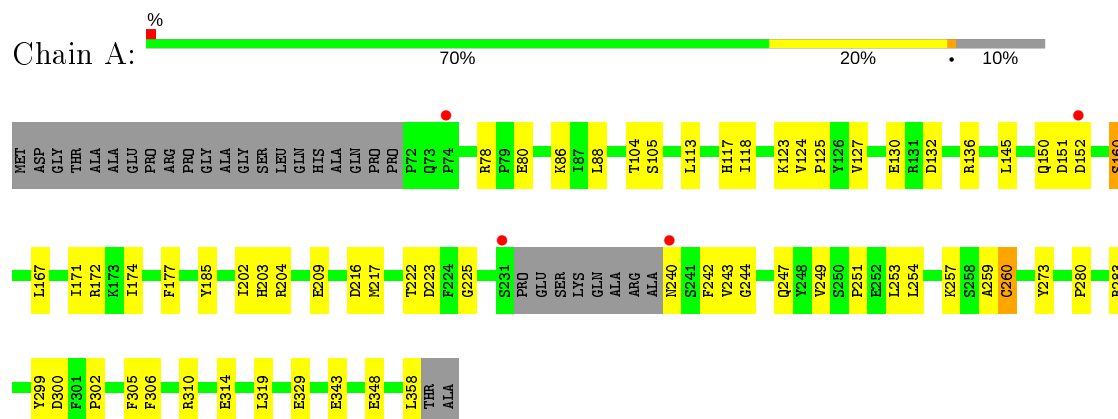 %
Chain A:
70% 20% • 10%
MET ASP GLY THR ALA ALA GLU PRO ARG PRO GLY ALA GLY SER LEU GLN HIS ALA GLN PRO PRO P72 Q73 P74 R78 P79 E80 K86 I87 L88 T104 S105 L113 H117 I118 K123 V124 P125 Y126 V127 E130 R131 D132 R136 L145 Q150 D151 D152 S160
L167 I171 R172 K173 I174 F177 Y185 I202 H203 R204 E209 D216 M217 T222 D223 F224 G225 S231 PRO GLU SER LYS GLN ALA ARG ALA N240 S241 F242 V243 G244 Q247 Y248 V249 S250 P251 E252 L253 L254 K257 S258 A259 C260 Y273 P280
Y299 D300 F301 P302 F305 F306 R310 E314 L319 E329 E343 E348 L358 THR ALA